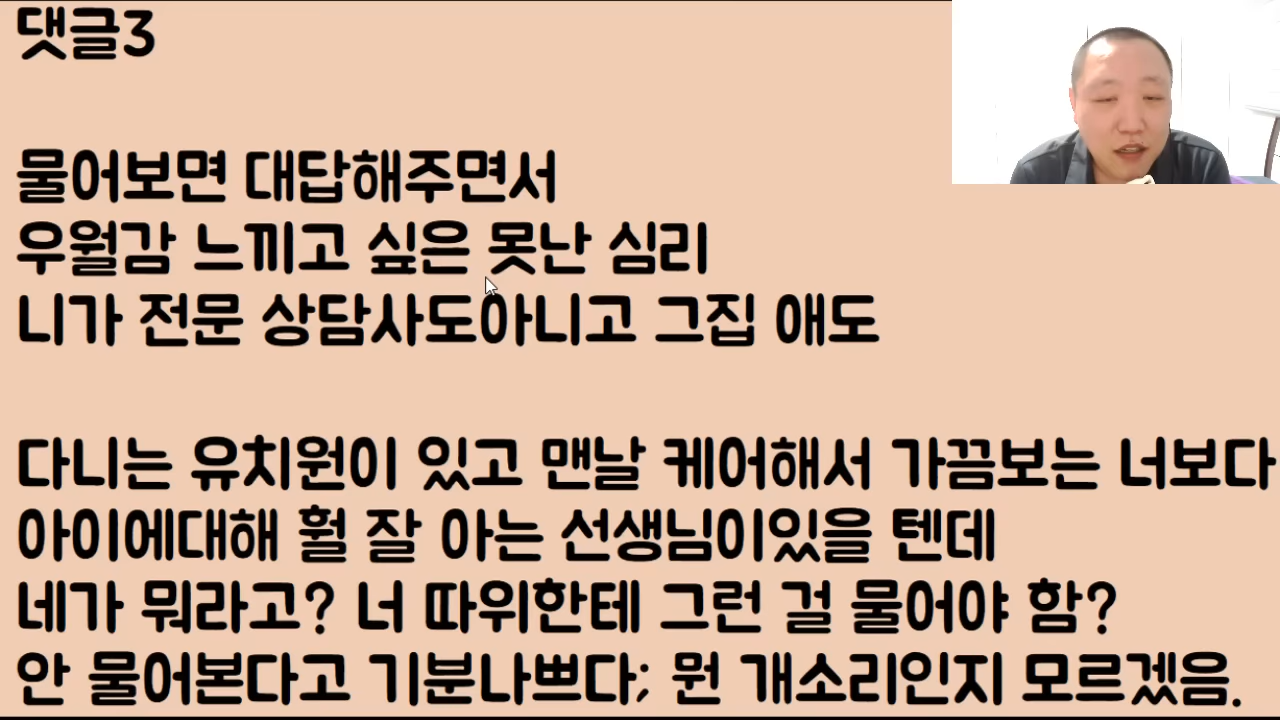 댓글3
물어보면 대답해주면서
우월감 느끼고 싶은 못난 심리
니가 전문 상담사도아니고 그집 애도
다니는 유치원이 있고 맨날 케어해서 가끔보는 너보다
아이에대해 훨 잘 아는 선생님이있을 텐데
네가 뭐라고? 너 따위한테 그런 걸 물어야 함?
안 물어본다고 기분나쁘다; 뭔 개소리인지 모르겠음.